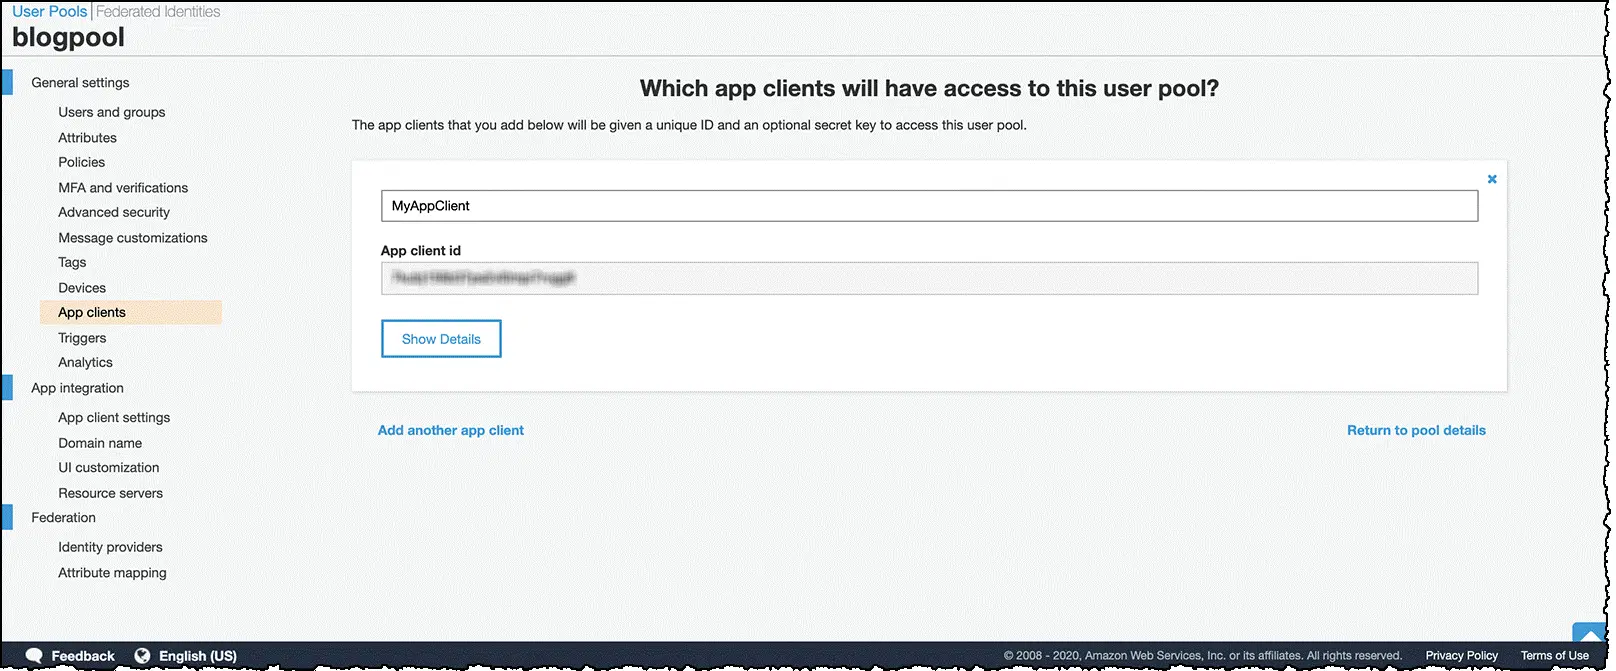 User Pools Federated Identities
blogpool
General settings
Users and groups
Attributes
Policies
MFA and verifications
Advanced security
Message customizations
Tags
Devices
App clients
Triggers
Analytics
App integration
App client settings
Domain name
UI customization
Resource servers
Federation
Identity providers
Attribute mapping
Which app clients will have access to this user pool?
The app clients that you add below will be given a unique ID and an optional secret key to access this user pool.
MyAppClient
App client id
Show Details
Add another app client
Return to pool details
Feedback English (US) © 2008 - 2020, Amazon Web Services, Inc. or its affiliates. All rights reserved. Privacy Policy Terms of Use